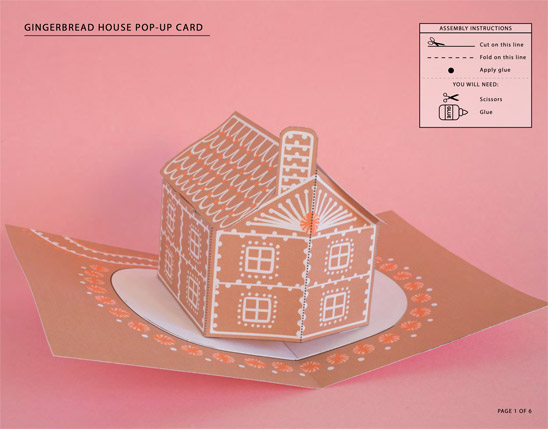 GINGERBREAD HOUSE POP-UP CARD
ASSEMBLY INSTRUCTIONS
Cut on this line
Fold on this line
Apply glue
YOU WILL NEED:
Scissors
GLUE
Glue
PAGE 1 OF 6